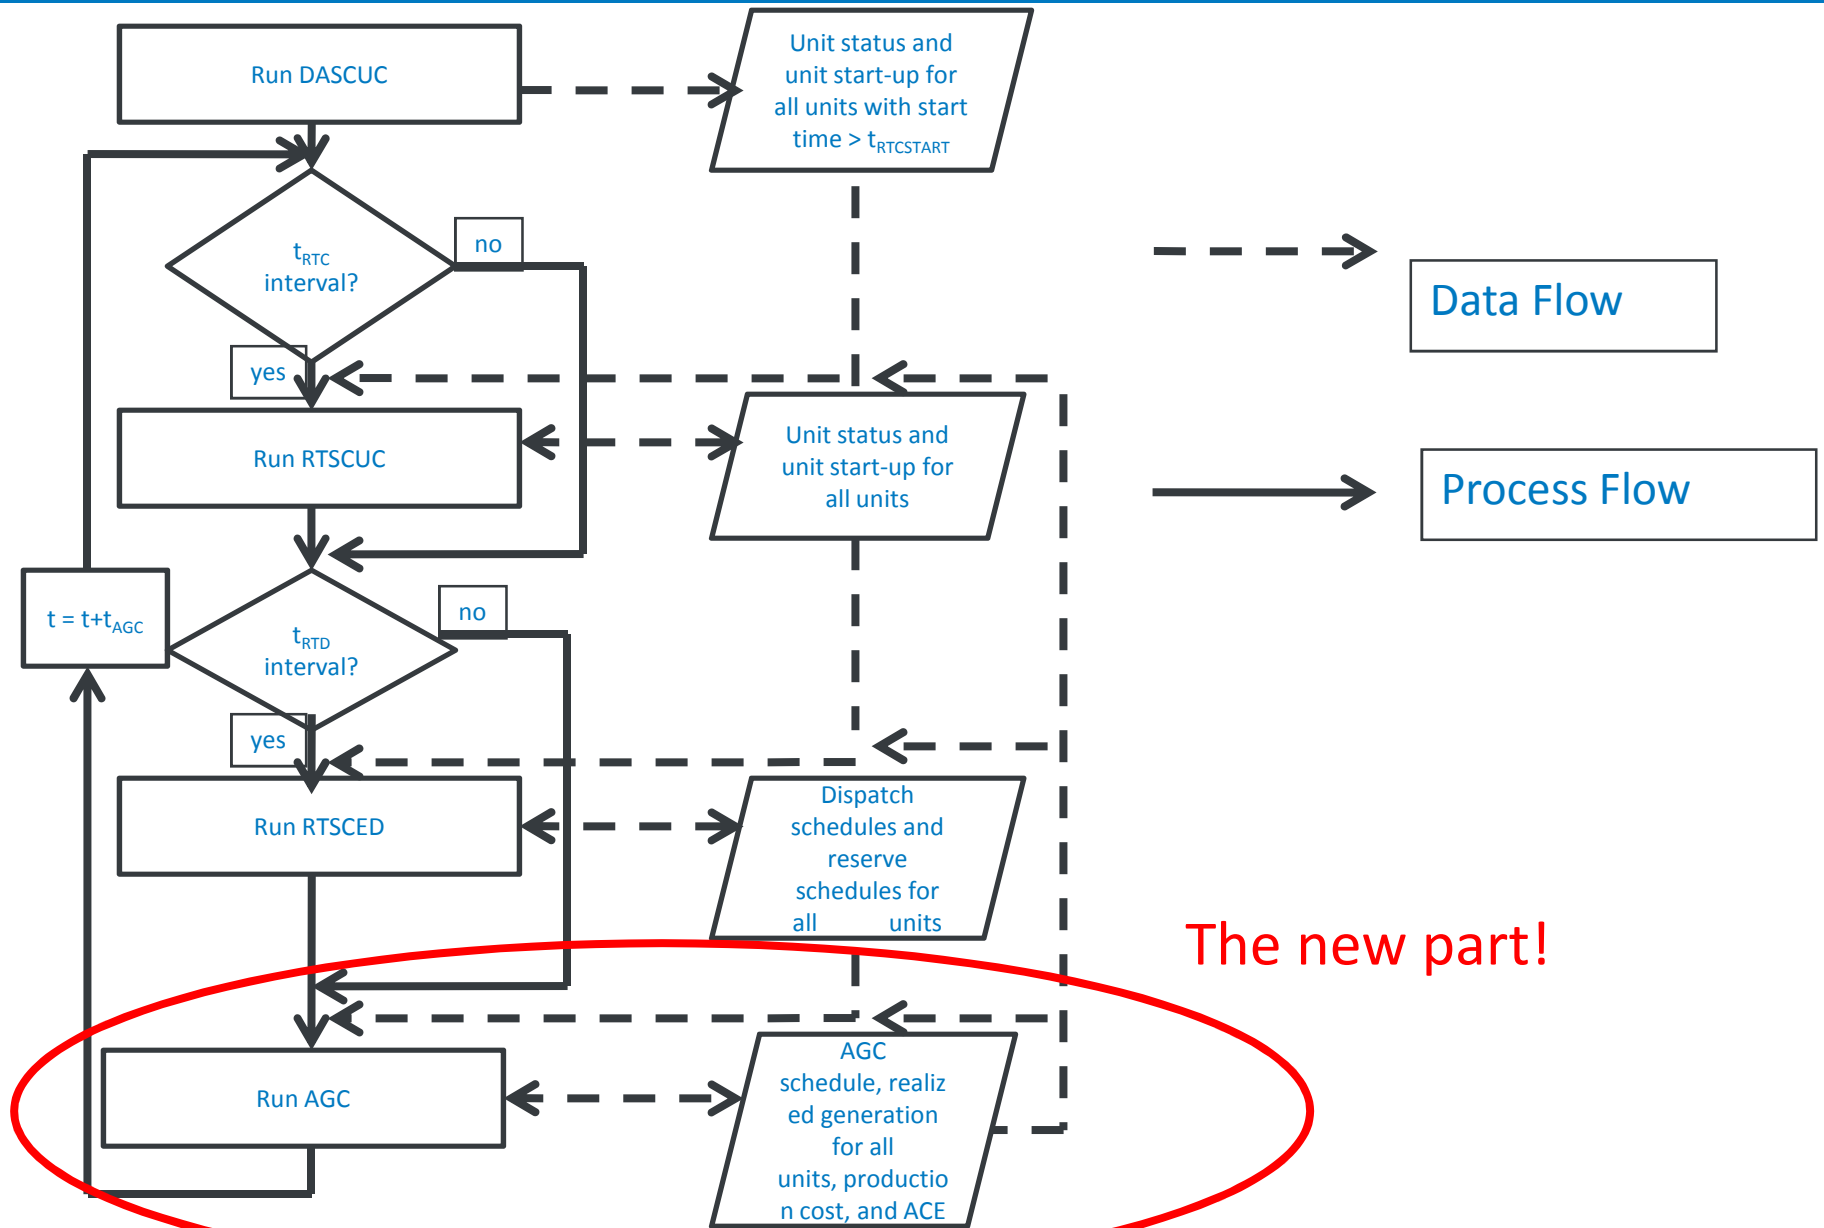 Run DASCUC
Unit status and
unit start-up for
all units with start
time > tRTCSTART
tRTC
interval?
no
yes
Data Flow
Run RTSCUC
Unit status and
unit start-up for
all units
Process Flow
t = t+tAGC
tRTD
interval?
no
yes
Run RTSCED
Dispatch
schedules and
reserve
schedules for
all units
The new part!
Run AGC
AGC
schedule, realiz
ed generation
for all
units, productio
n cost, and ACE